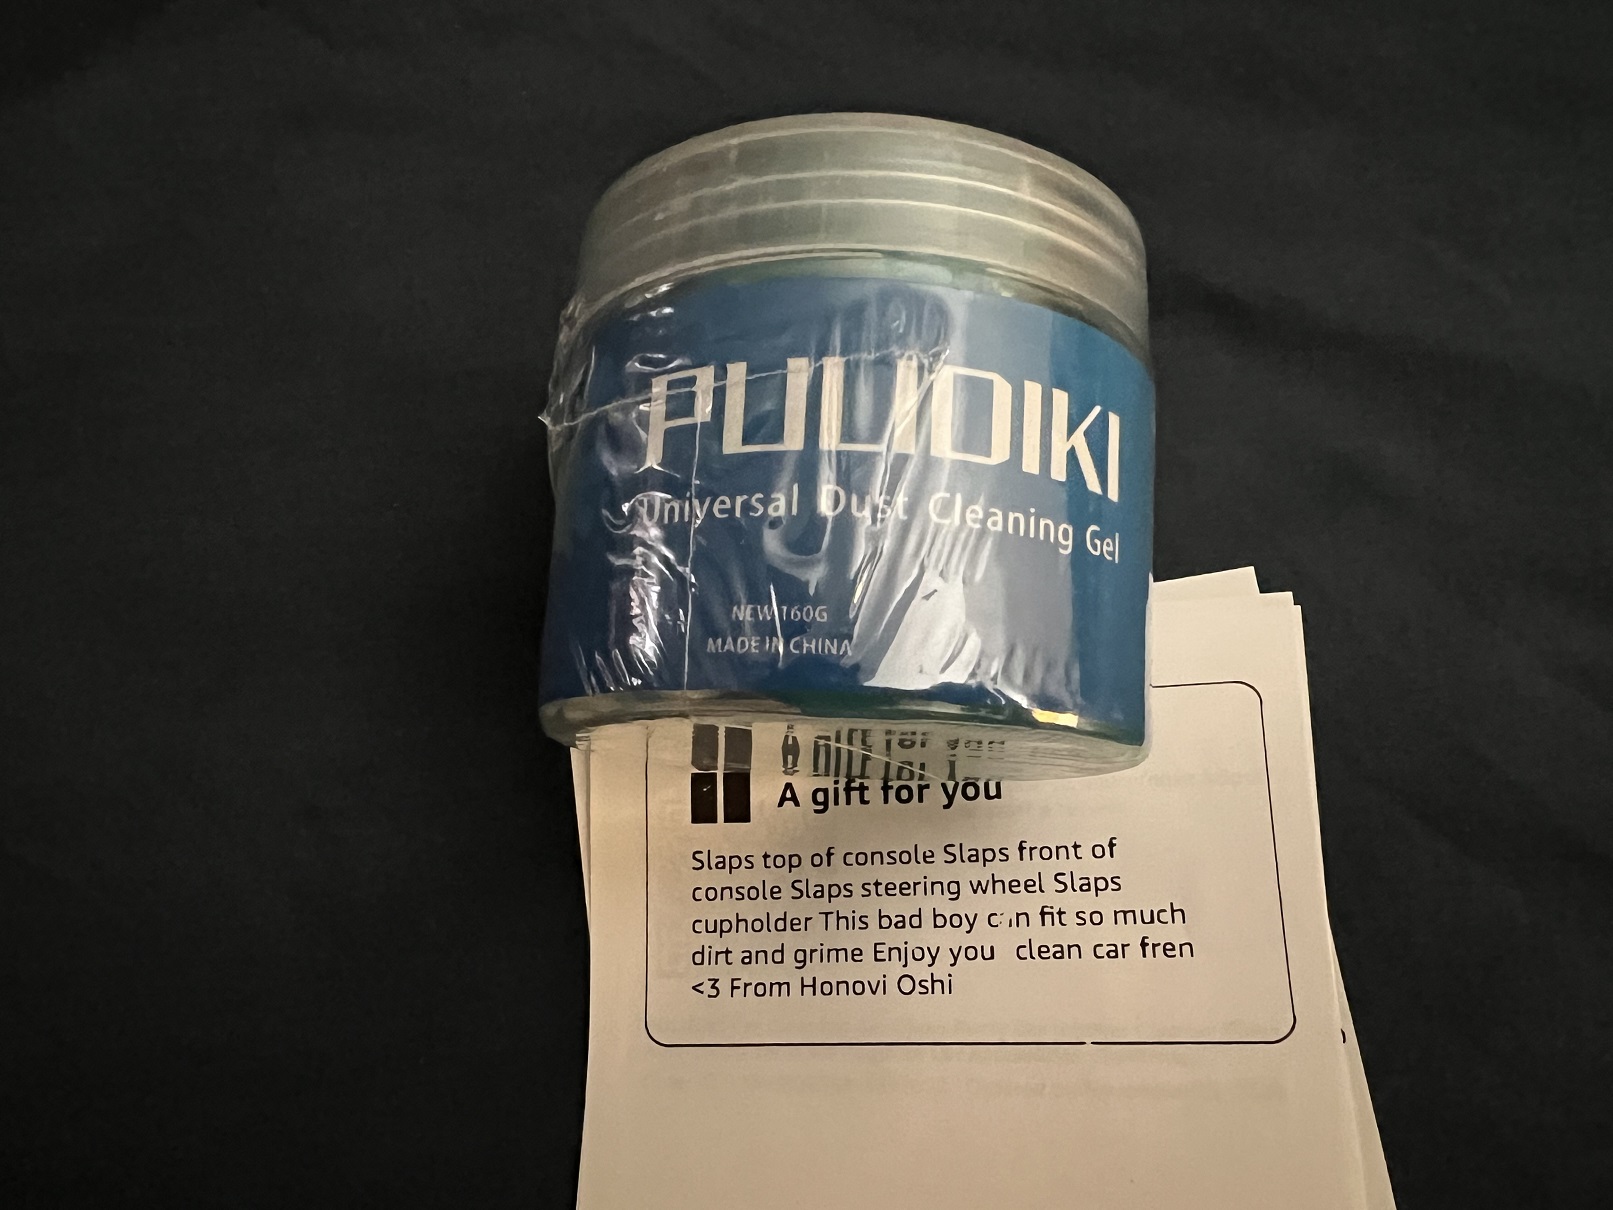 PULIDIKI
Universal Dust Cleaning Gel
NEW 160G
MADE IN CHINA
A gift for you
Slaps top of console Slaps front of
console Slaps steering wheel Slaps
cupholder This bad boy c n fit so much
dirt and grime Enjoy you clean car fren
<3 From Honovi Oshi